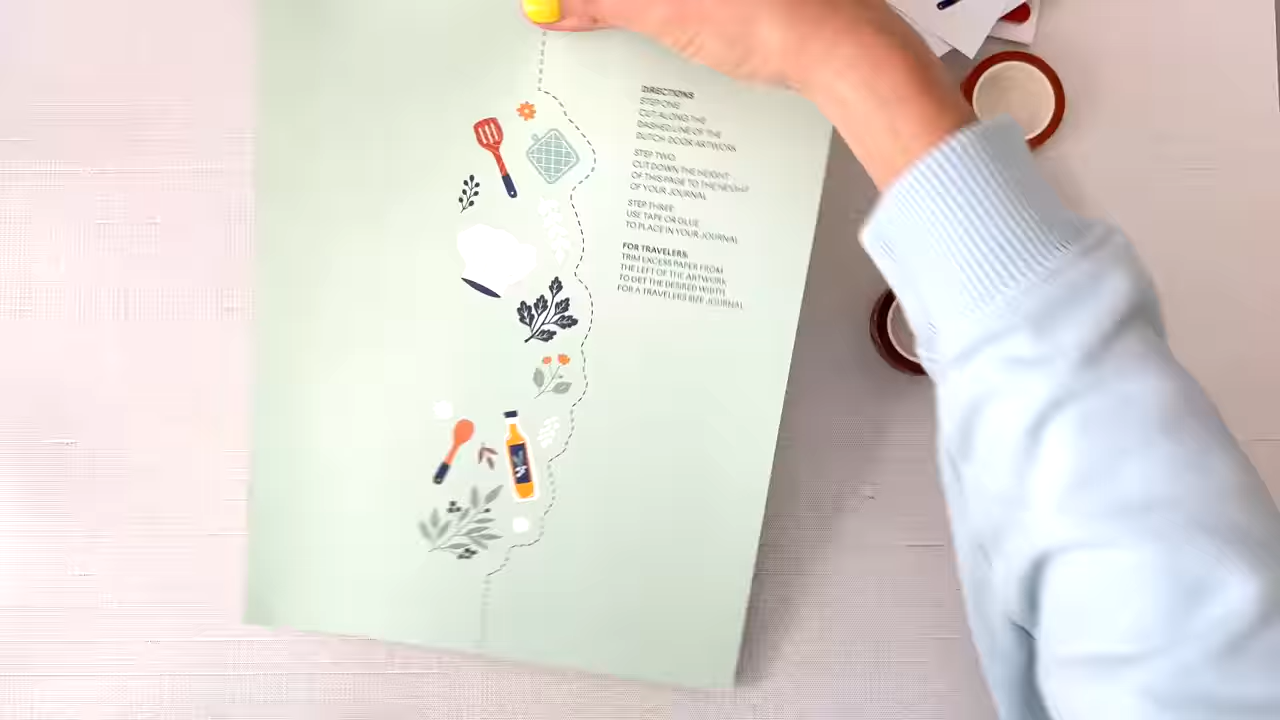 DIRECTIONS
STEP ONE:
CUT ALONG THE
DASHED LINE OF THE
DUTCH-DOOR ARTWORK
STEP TWO:
CUT DOWN THE HEIGHT
OF THIS PAGE TO THE HEIGHT
OF YOUR JOURNAL
STEP THREE:
USE TAPE OR GLUE
TO PLACE IN YOUR JOURNAL
FOR TRAVELERS:
TRIM EXCESS PAPER FROM
THE LEFT OF THE ARTWORK
TO GET THE DESIRED WIDTH
FOR A TRAVELERS SIZE JOURNAL